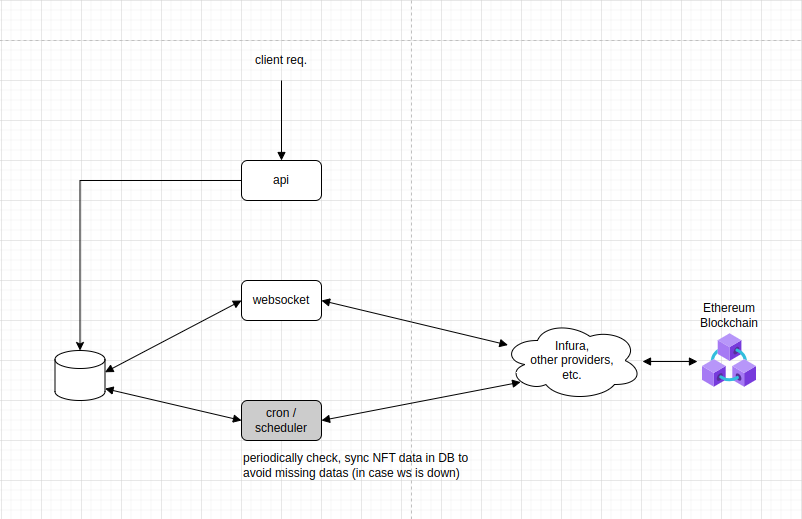 client req.
api
websocket
Ethereum
Blockchain
Infura,
other providers,
etc.
cron /
scheduler
periodically check, sync NFT data in DB to
avoid missing datas (in case ws is down)